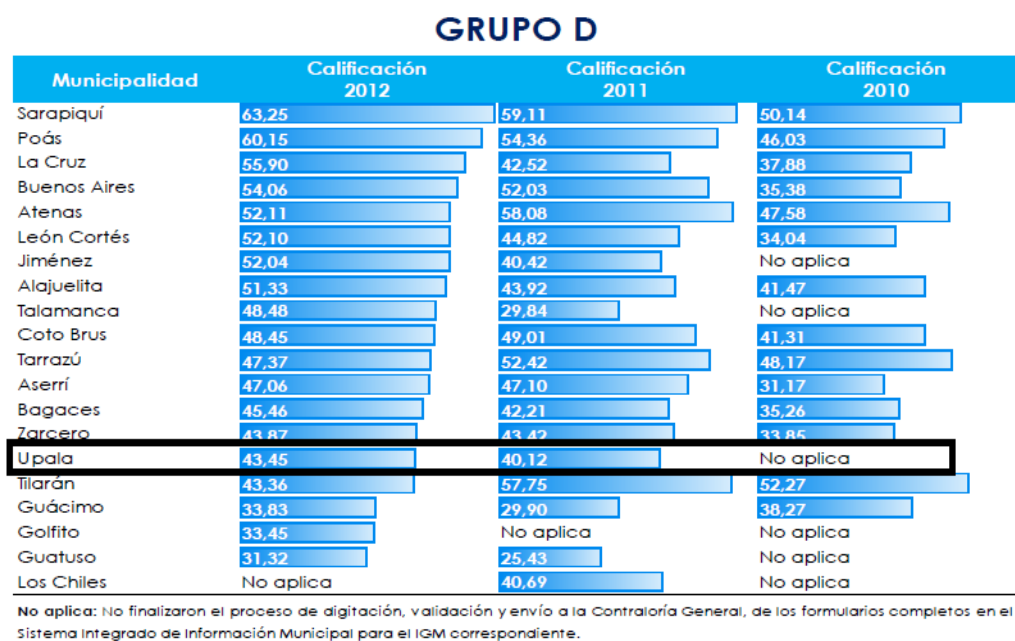 GRUPO D
Municipalidad Calificación 2012 Calificación 2011 Calificación 2010
Sarapiquí 63,25 59,11 50,14
Poás 60,15 54,36 46,03
La Cruz 55,90 42,52 37,88
Buenos Aires 54,06 52,03 35,38
Atenas 52,11 58,08 47,58
León Cortés 52,10 44,82 34,04
Jiménez 52,04 40,42 No aplica
Alajuelita 51,33 43,92 41,47
Talamanca 48,48 29,84 No aplica
Coto Brus 48,45 49,01 41,31
Tarrazú 47,37 52,42 48,17
Aserrí 47,06 47,10 31,17
Bagaces 45,46 42,21 35,26
Zarcero 43,87 43,42 33,85
Upala 43,45 40,12 No aplica
Tilarán 43,36 57,75 52,27
Guácimo 33,83 29,90 38,27
Golfito 33,45 No aplica No aplica
Guatuso 31,32 25,43 No aplica
Los Chiles No aplica 40,69 No aplica
No aplica: No finalizaron el proceso de digitación, validación y envío a la Contraloría General, de los formularios completos en el
Sistema Integrado de Información Municipal para el IGM correspondiente.